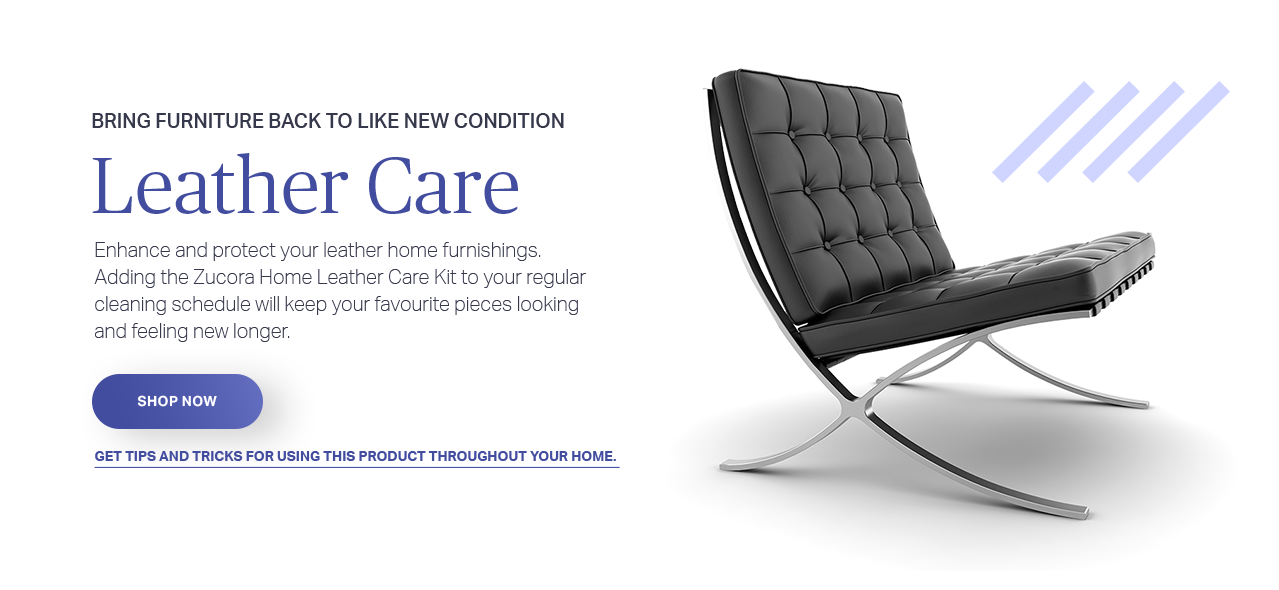 BRING FURNITURE BACK TO LIKE NEW CONDITION
Leather Care
Enhance and protect your leather home furnishings.
Adding the Zucora Home Leather Care Kit to your regular
cleaning schedule will keep your favourite pieces looking
and feeling new longer.
SHOP NOW
GET TIPS AND TRICKS FOR USING THIS PRODUCT THROUGHOUT YOUR HOME.